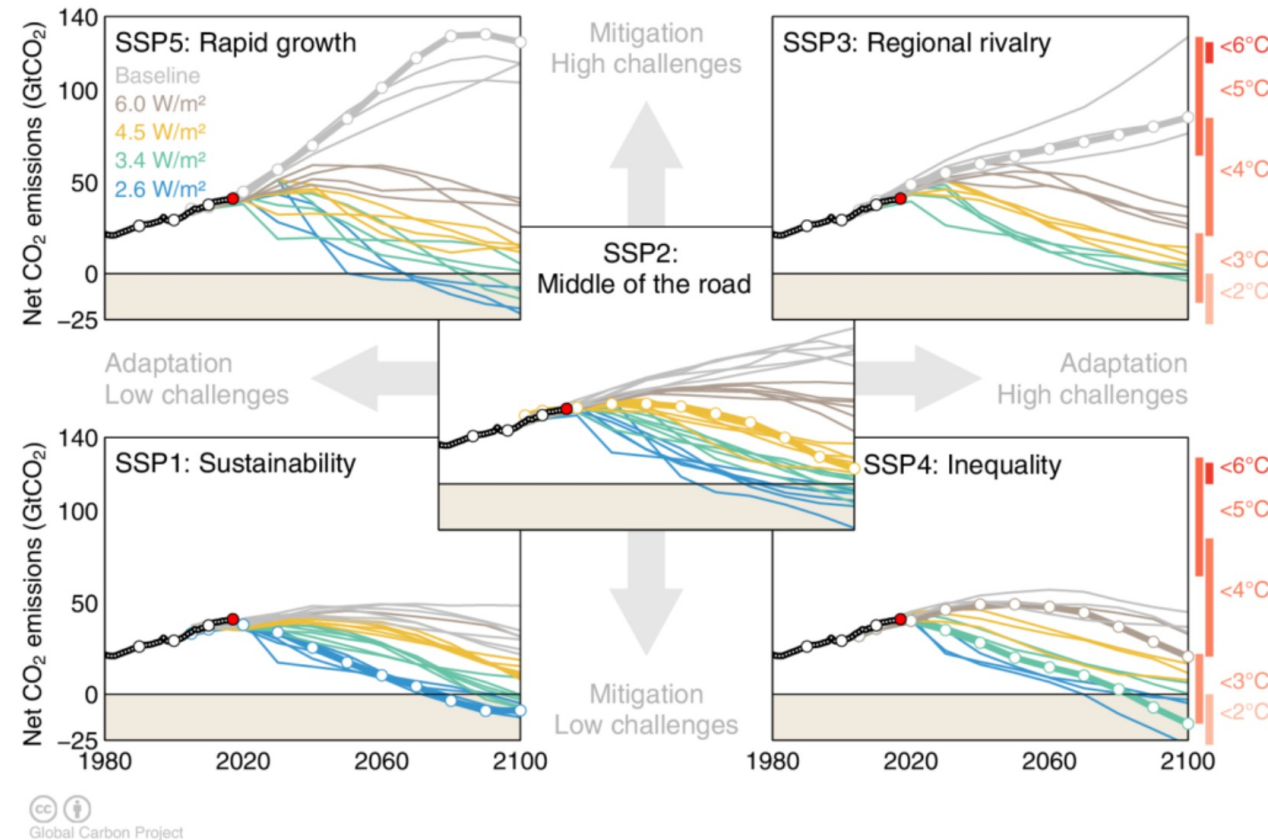 140
SSP5: Rapid growth
Baseline
6.0 W/m²
4.5 W/m²
3.4 W/m²
2.6 W/m²
100
50
0
−25
Net CO₂ emissions (GtCO₂)
Mitigation
High challenges
SSP3: Regional rivalry
<6°C
<5°C
<4°C
<3°C
<2°C
SSP2:
Middle of the road
Adaptation
Low challenges
Adaptation
High challenges
140
SSP1: Sustainability
100
50
0
−25
Net CO₂ emissions (GtCO₂)
1980
2020
2060
2100
Mitigation
Low challenges
SSP4: Inequality
<6°C
<5°C
<4°C
<3°C
<2°C
1980
2020
2060
2100
cc
Global Carbon Project